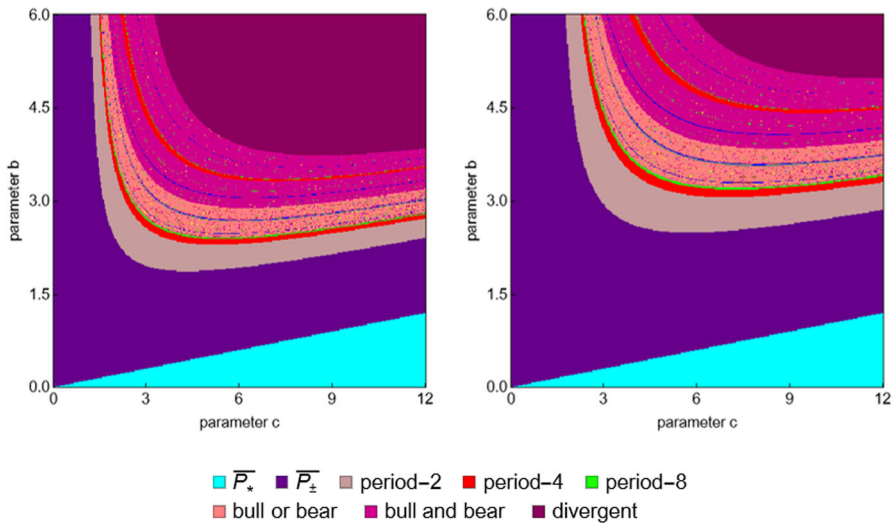 6.0 6.0
4.5 4.5
parameter b parameter b
3.0 3.0
1.5 1.5
0.0 0.0
0 3 6 9 12 0 3 6 9 12
parameter c parameter c
P* P± period–2 period–4 period–8
bull or bear bull and bear divergent